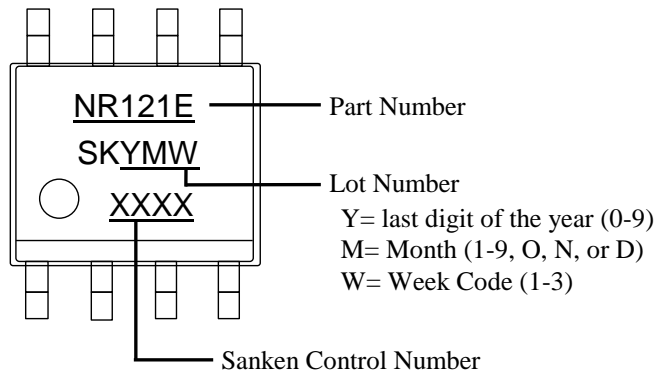 NR121E
Part Number
SKYMW
Lot Number
XXXX
Y= last digit of the year (0-9)
M= Month (1-9, O, N, or D)
W= Week Code (1-3)
Sanken Control Number